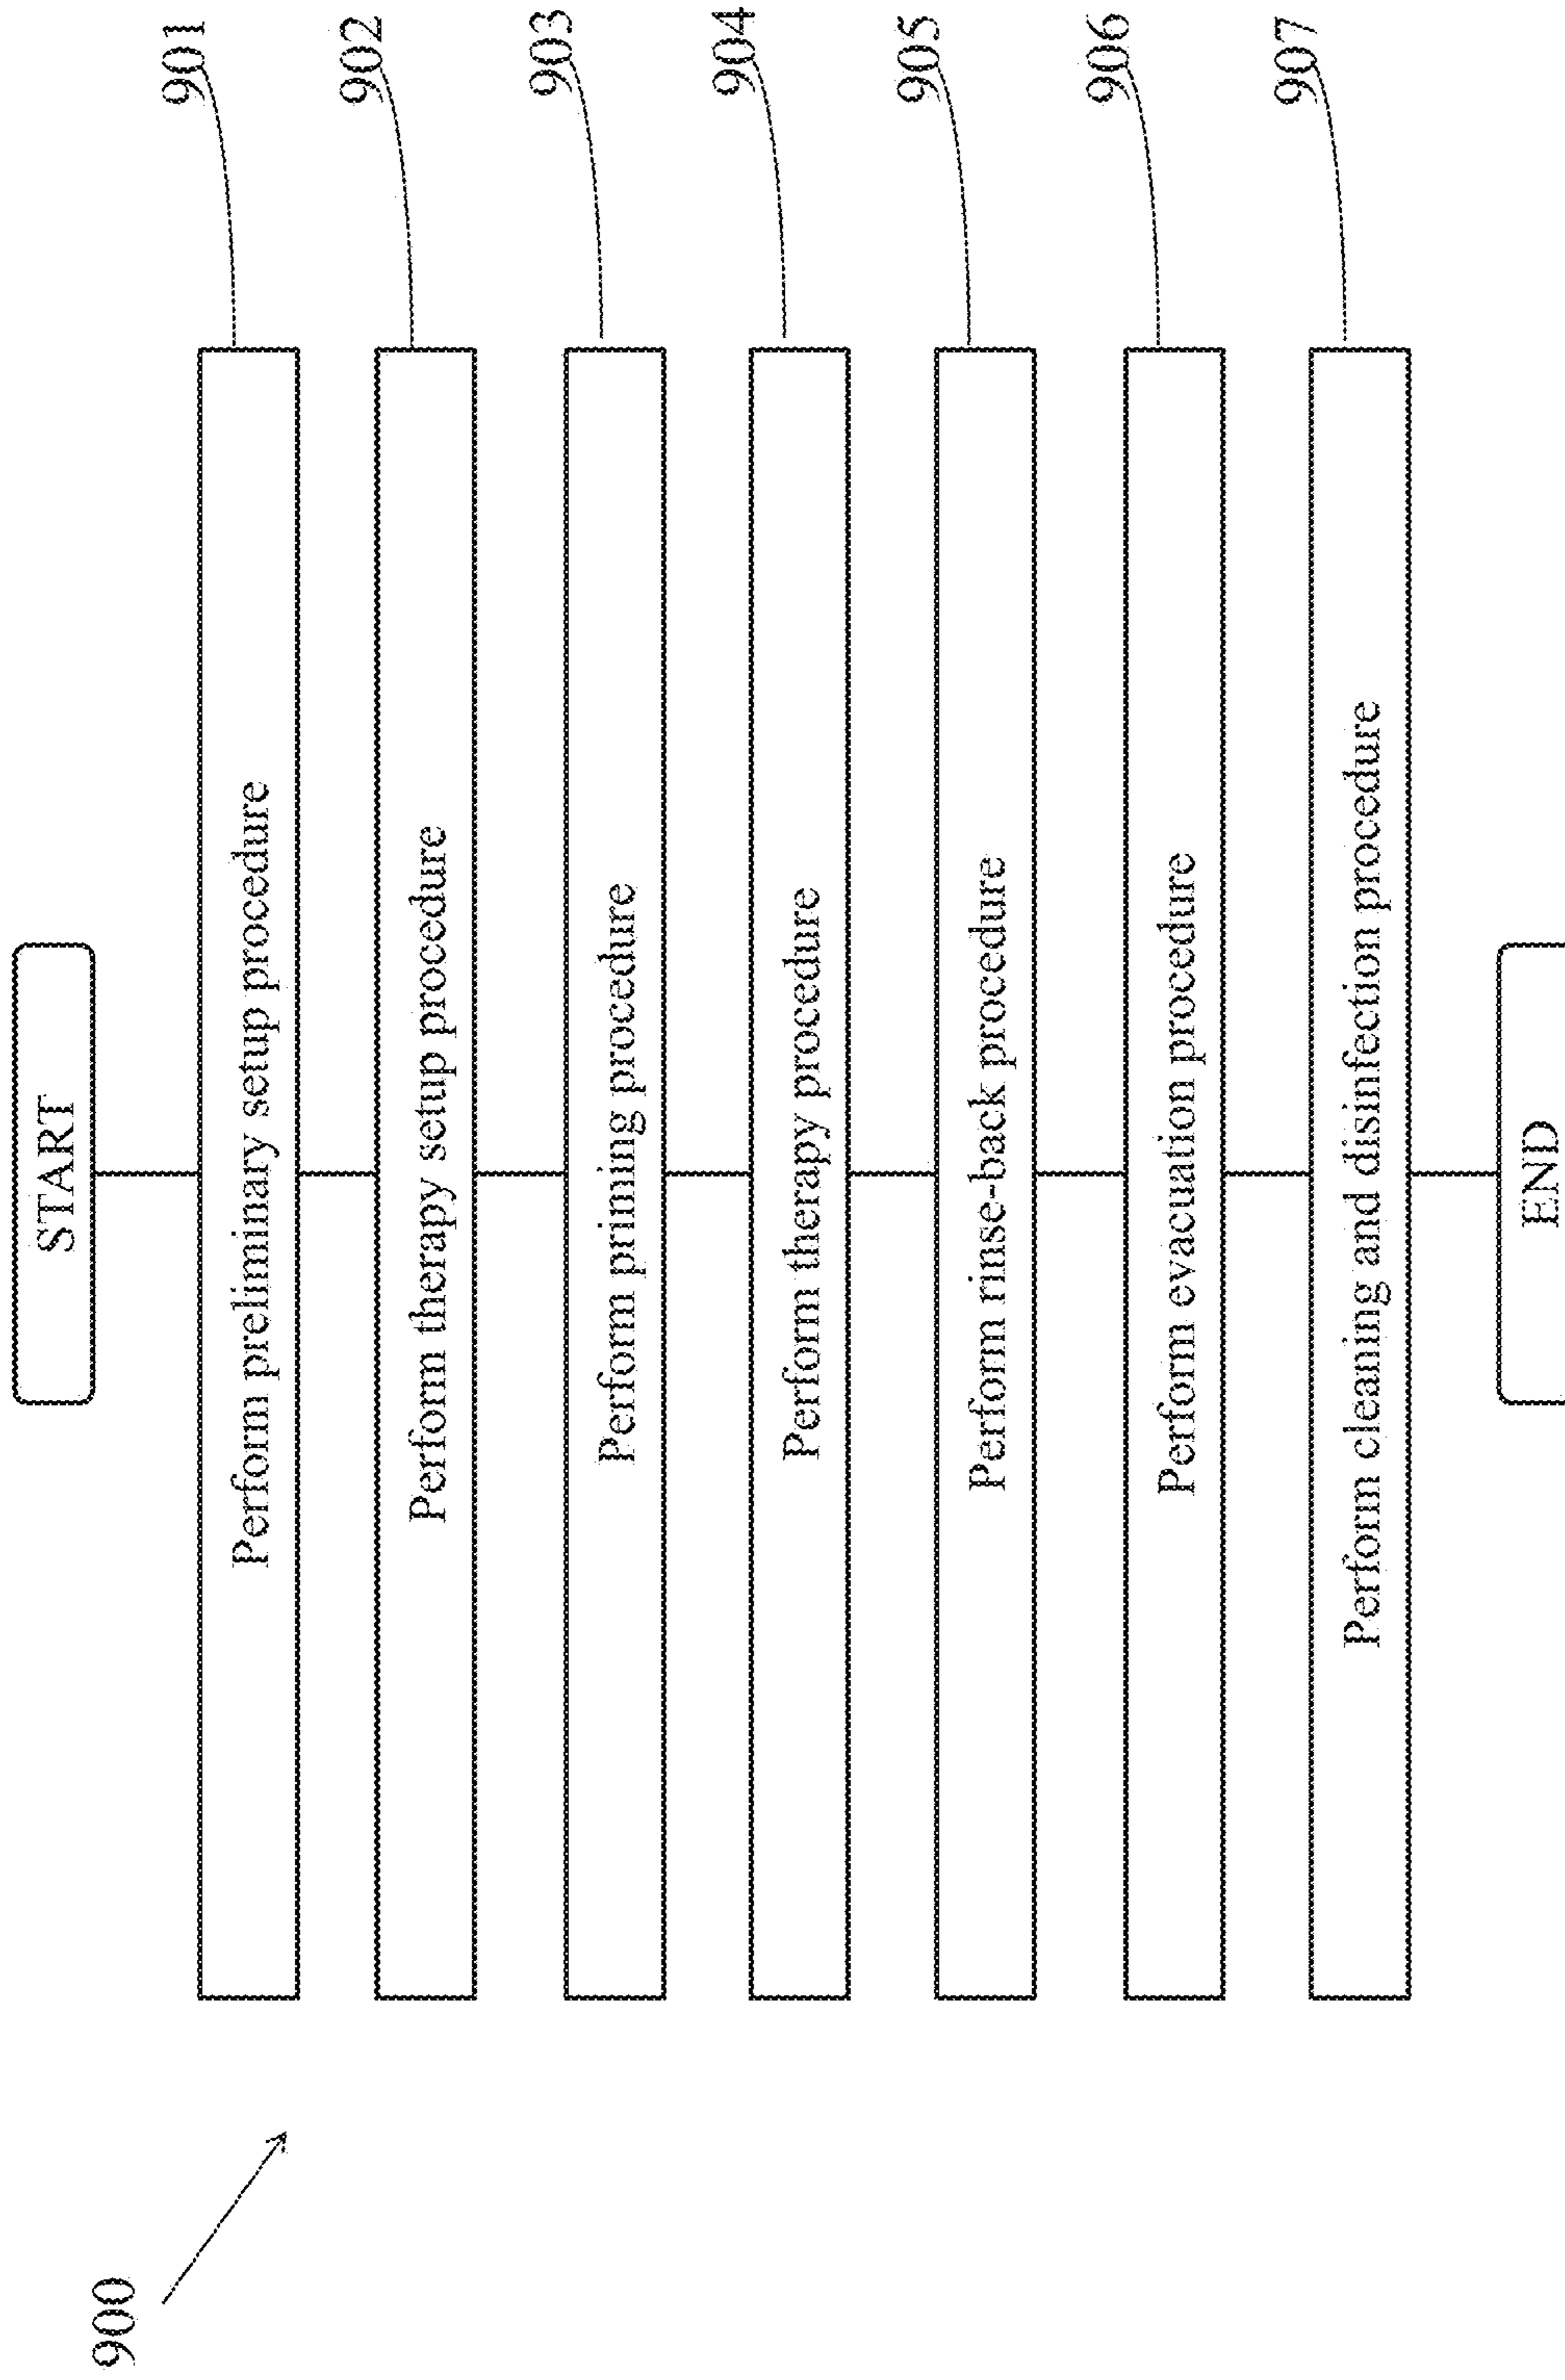 900
START
Perform preliminary setup procedure
901
Perform therapy setup procedure
902
Perform priming procedure
903
Perform therapy procedure
904
Perform rinse-back procedure
905
Perform evacuation procedure
906
Perform cleaning and disinfection procedure
907
END